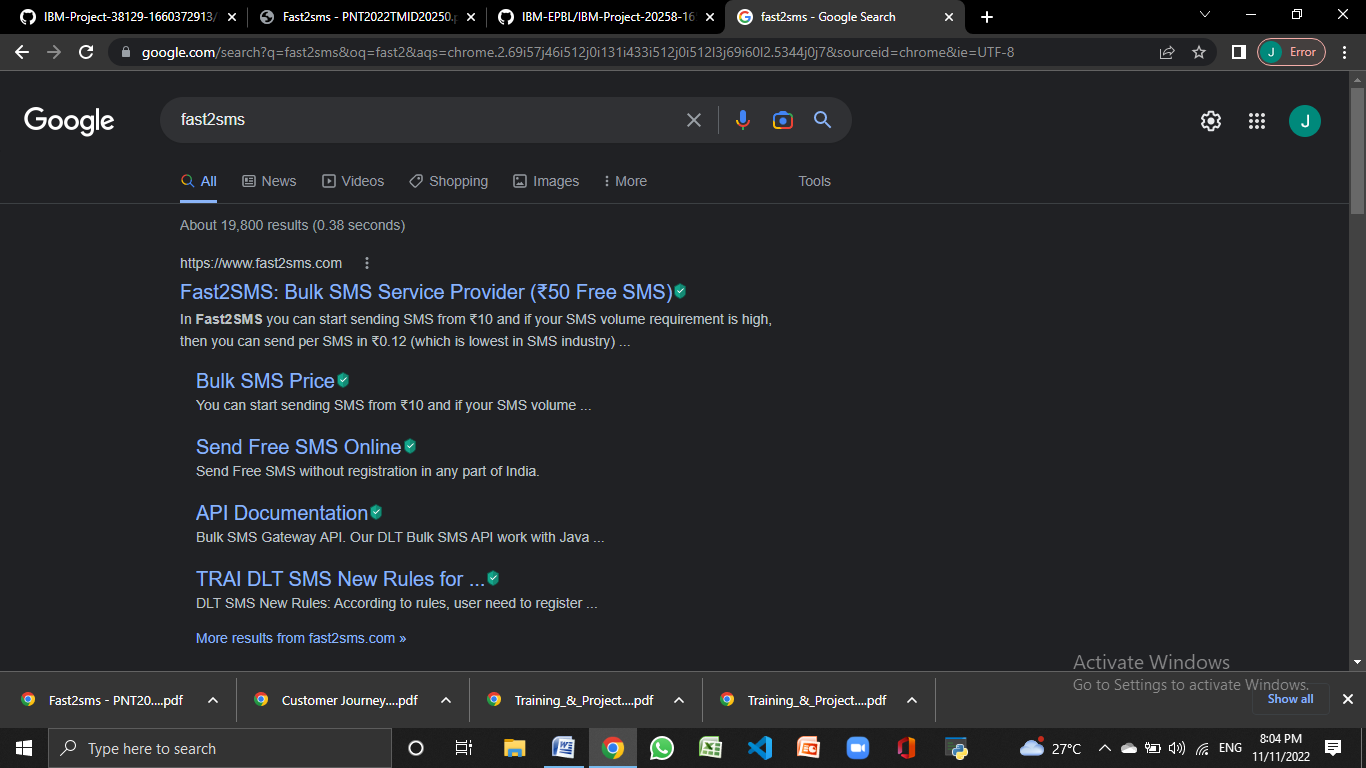 IBM-Project-38129-1660372913/
Fast2sms - PNT2022TMID20250.p
IBM-EPBL/IBM-Project-20258-16
fast2sms - Google Search
google.com/search?q=fast2sms&oq=fast2&aqs=chrome.2.69i57j46i512j0i131i433i512j0i512l3j69i60l2.5344j0j7&sourceid=chrome&ie=UTF-8
J Error
Google
fast2sms
J
All News Videos Shopping Images More Tools
About 19,800 results (0.38 seconds)
https://www.fast2sms.com
Fast2SMS: Bulk SMS Service Provider (₹50 Free SMS)
In Fast2SMS you can start sending SMS from ₹10 and if your SMS volume requirement is high,
then you can send per SMS in ₹0.12 (which is lowest in SMS industry) ...
Bulk SMS Price
You can start sending SMS from ₹10 and if your SMS volume ...
Send Free SMS Online
Send Free SMS without registration in any part of India.
API Documentation
Bulk SMS Gateway API. Our DLT Bulk SMS API work with Java ...
TRAI DLT SMS New Rules for ...
DLT SMS New Rules: According to rules, user need to register ...
More results from fast2sms.com »
Activate Windows
Go to Settings to activate Windows.
Fast2sms - PNT20....pdf
Customer Journey....pdf
Training_&_Project....pdf
Training_&_Project....pdf
Show all
Type here to search
27°C
ENG
8:04 PM
11/11/2022